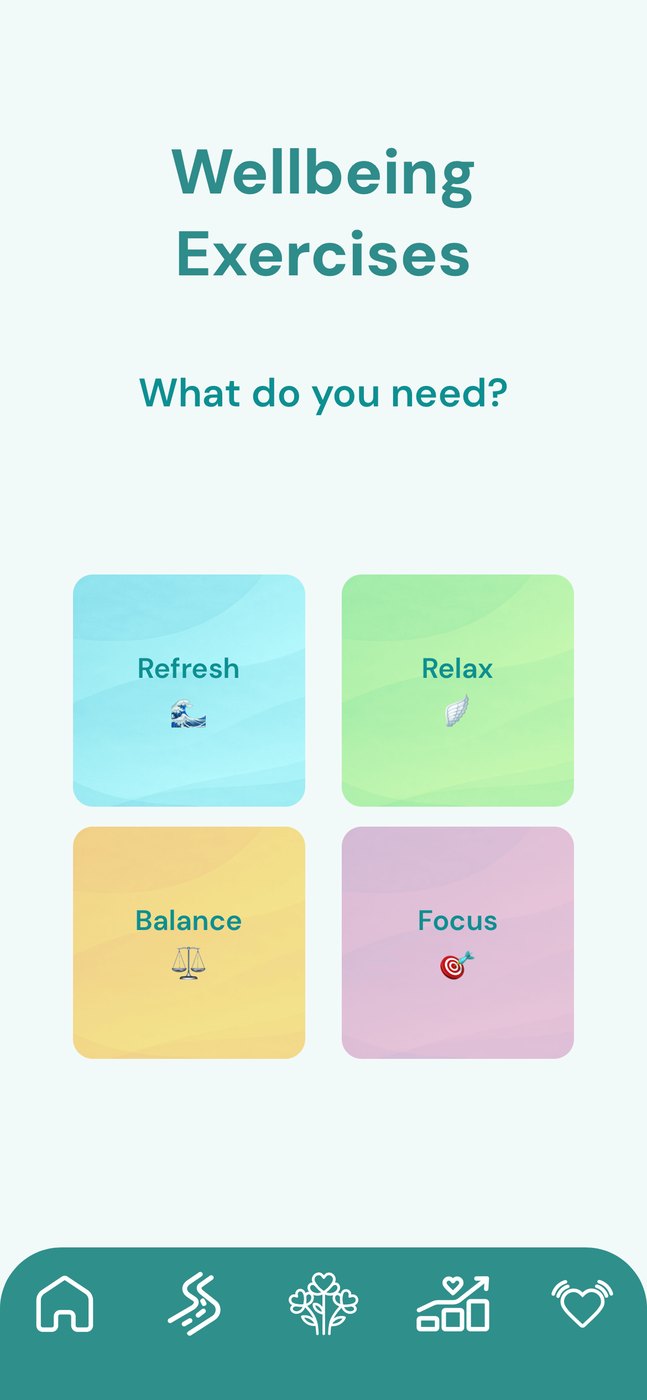 Wellbeing
Exercises
What do you need?
Refresh
Relax
Balance
Focus